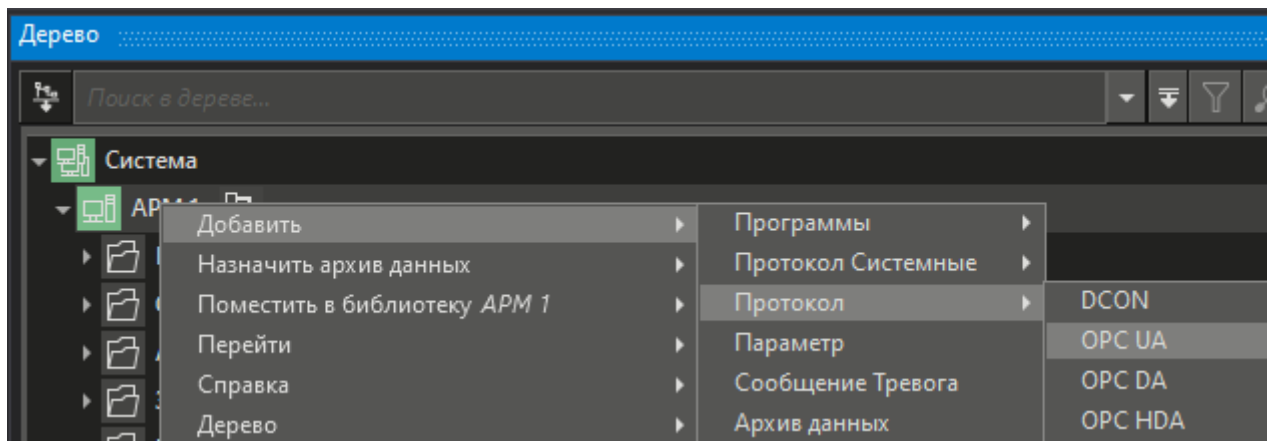 Дерево
Поиск в дереве...
Система
АРМ 1
Добавить
Назначить архив данных
Поместить в библиотеку АРМ 1
Перейти
Справка
Дерево
Программы
Протокол Системные
Протокол
Параметр
Сообщение Тревога
Архив данных
DCON
OPC UA
OPC DA
OPC HDA